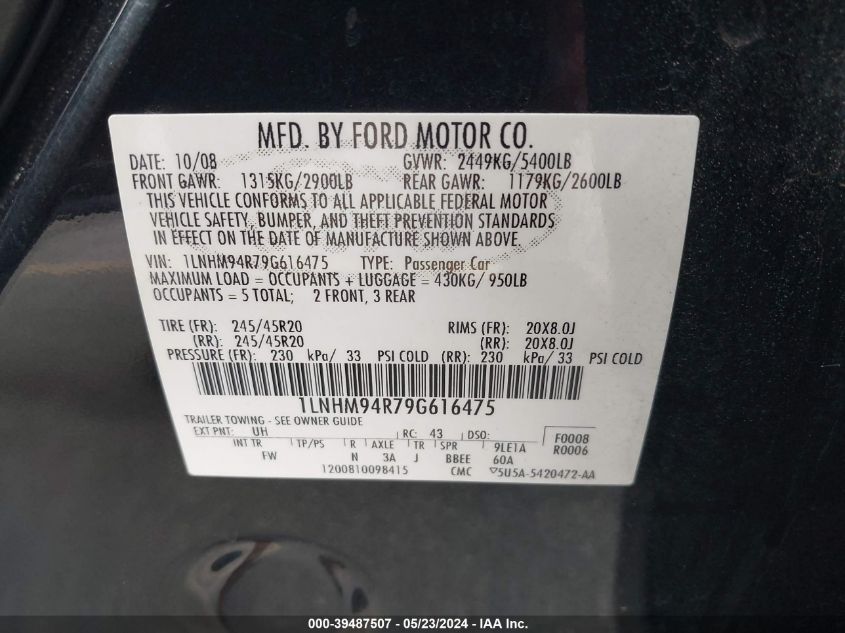 MFD. BY FORD MOTOR CO.
DATE: 10/08 GVWR: 2449KG/5400LB
FRONT GAWR: 1315KG/2900LB REAR GAWR: 1179KG/2600LB
THIS VEHICLE CONFORMS TO ALL APPLICABLE FEDERAL MOTOR
VEHICLE SAFETY, BUMPER, AND THEFT PREVENTION STANDARDS
IN EFFECT ON THE DATE OF MANUFACTURE SHOWN ABOVE.
VIN: 1LNHM94R79G616475 TYPE: Passenger Car
MAXIMUM LOAD = OCCUPANTS + LUGGAGE = 430KG/ 950LB
OCCUPANTS = 5 TOTAL; 2 FRONT, 3 REAR
TIRE (FR): 245/45R20 RIMS (FR): 20X8.0J
(RR): 245/45R20 (RR): 20X8.0J
PRESSURE (FR): 230 kPa/ 33 PSI COLD (RR): 230 kPa/ 33 PSI COLD
1LNHM94R79G616475
TRAILER TOWING - SEE OWNER GUIDE
EXT PNT: UH RC: 43 DSO: F0008
INT TR TP/PS R AXLE TR SPR 9LE1A R0006
FW N 3A J BBEE 60A
1200810098415 CMC ▽5U5A-5420472-AA
000-39487507 - 05/23/2024 - IAA Inc.